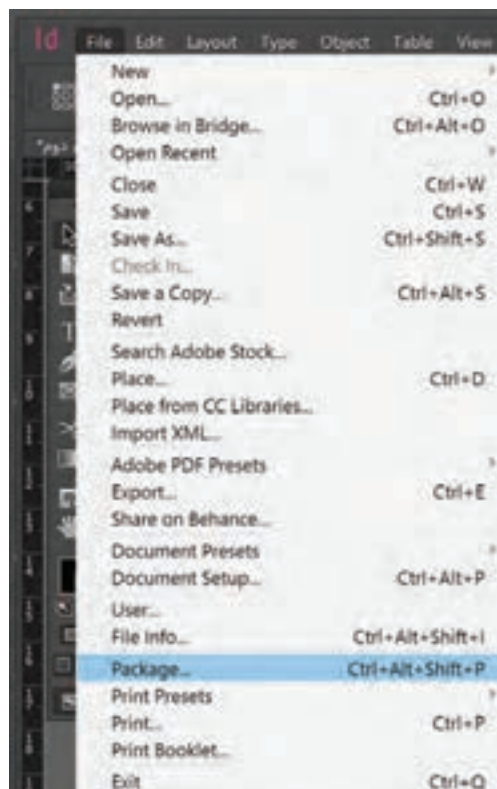 Id File Edit Layout Type Object Table View
New
Open... Ctrl+O
Browse in Bridge... Ctrl+Alt+O
Open Recent
Close Ctrl+W
Save Ctrl+S
Save As... Ctrl+Shift+S
Check In...
Save a Copy... Ctrl+Alt+S
Revert
Search Adobe Stock...
Place... Ctrl+D
Place from CC Libraries...
Import XML...
Adobe PDF Presets
Export... Ctrl+E
Share on Behance...
Document Presets
Document Setup... Ctrl+Alt+P
User...
File Info... Ctrl+Alt+Shift+I
Package... Ctrl+Alt+Shift+P
Print Presets
Print... Ctrl+P
Print Booklet...
Exit Ctrl+Q